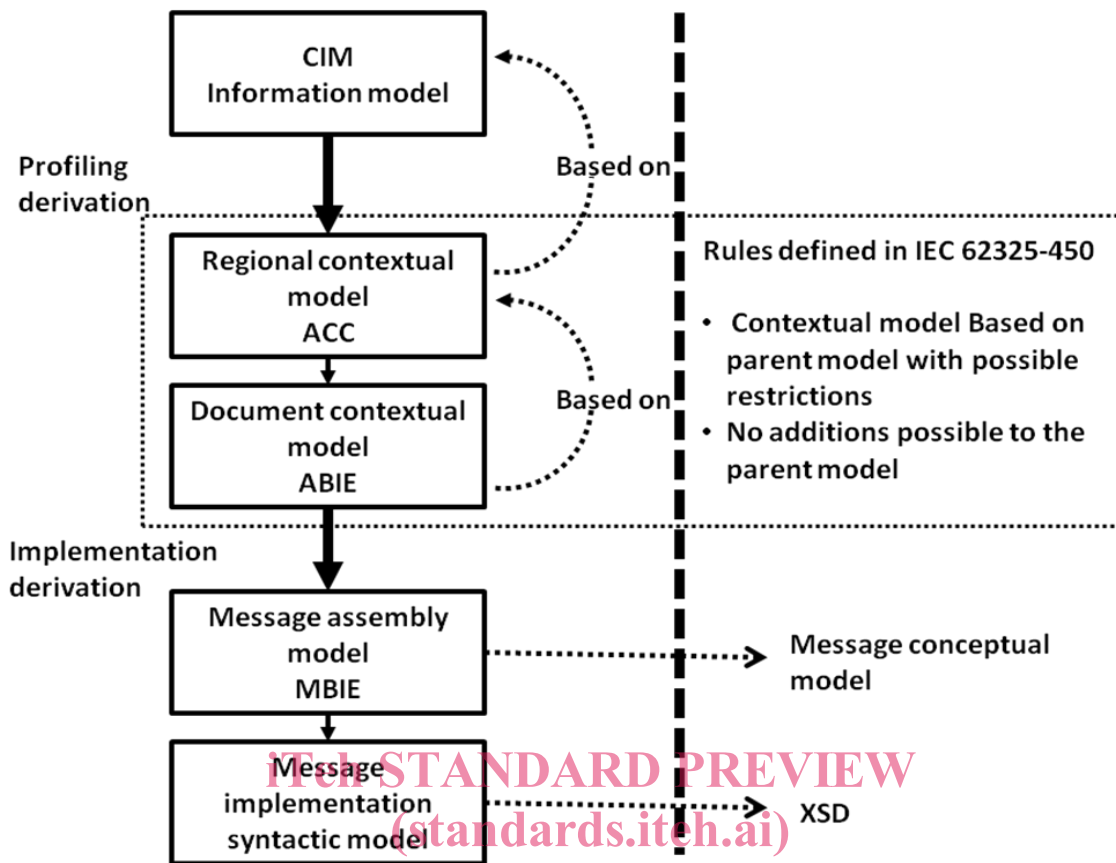 CIM
Information model
Profiling
derivation
Based on
Regional contextual
model
ACC
Rules defined in IEC 62325-450
• Contextual model Based on
parent model with possible
restrictions
• No additions possible to the
parent model
Document contextual
model
ABIE
Based on
Implementation
derivation
Message assembly
model
MBIE
Message conceptual
model
Message
implementation
syntactic model
XSD
iTeh STANDARD PREVIEW
(standards.iteh.ai)